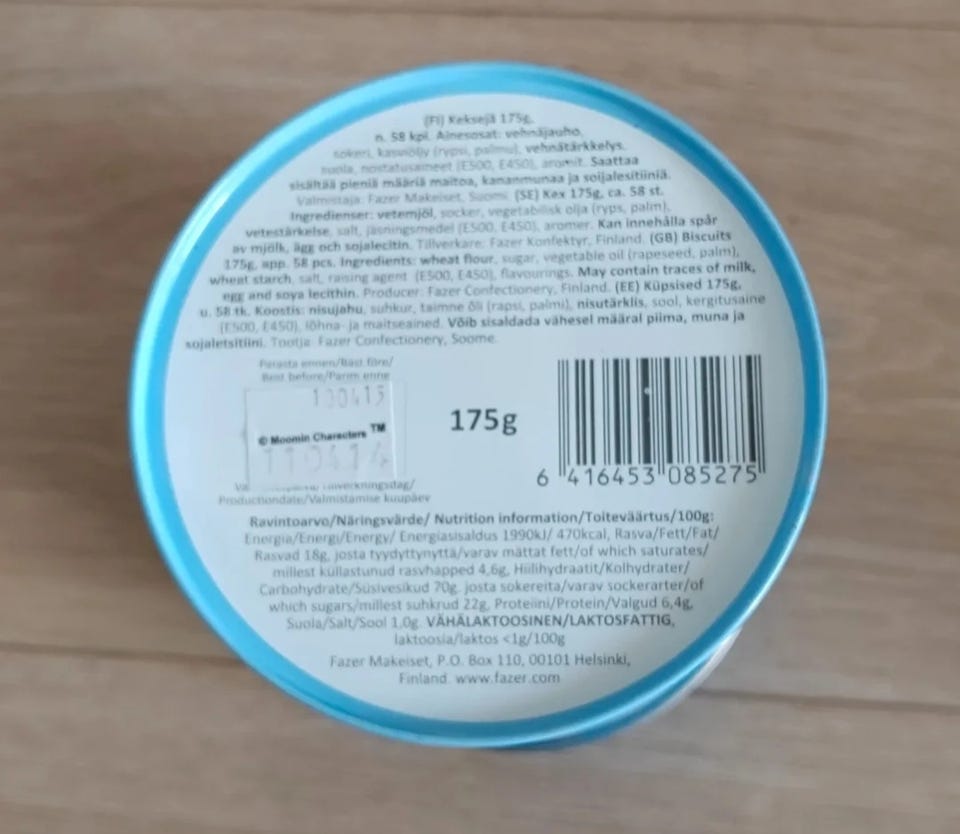 (FI) Keksejä 175g,
n. 58 kpl. Ainesosat: vehnäjauho,
sokeri, kasviöljy (rypsi, palmu), vehnätärkkelys,
suola, nostatusaineet (E500, E450), aromit. Saattaa
sisältää pieniä määriä maitoa, kananmunaa ja soijalesitiiniä.
Valmistaja: Fazer Makeiset, Suomi. (SE) Kex 175g, ca. 58 st.
Ingredienser: vetemjöl, socker, vegetabilisk olja (ryps, palm),
vetestärkelse, salt, jäsningsmedel (E500, E450), aromer. Kan innehålla spår
av mjölk, ägg och sojalecitin. Tillverkare: Fazer Konfektyr, Finland. (GB) Biscuits
175g, app. 58 pcs. Ingredients: wheat flour, sugar, vegetable oil (rapeseed, palm),
wheat starch, salt, raising agent (E500, E450), flavourings. May contain traces of milk,
egg and soya lecithin. Producer: Fazer Confectionery, Finland. (EE) Küpsised 175g,
u. 58 tk. Koostis: nisujahu, suhkur, taimne õli (rapsi, palmi), nisutärklis, sool, kergitusaine
(E500, E450), lõhna- ja maitseained. Võib sisaldada vähesel määral piima, muna ja
sojaletsitiini. Tootja: Fazer Confectionery, Soome.
Parasta ennen/Bäst före/
Best before/Parim enne
100415
© Moomin Characters ™
110414
175g
6 416453 085275
Tillverkningsdag/
Productiondate/Valmistamise kuupäev
Ravintoarvo/Näringsvärde/ Nutrition information/Toiteväärtus/100g:
Energia/Energi/Energy/ Energiasisaldus 1990kJ/ 470kcal, Rasva/Fett/Fat/
Rasvad 18g, josta tyydyttynyttä/varav mättat fett/of which saturates/
millest küllastunud rasvhapped 4,6g, Hiilihydraatit/Kolhydrater/
Carbohydrate/Süsivesikud 70g. josta sokereita/varav sockerarter/of
which sugars/millest suhkrud 22g, Proteiini/Protein/Valgud 6,4g,
Suola/Salt/Sool 1,0g. VÄHÄLAKTOOSINEN/LAKTOSFATTIG,
laktoosia/laktos <1g/100g
Fazer Makeiset, P.O. Box 110, 00101 Helsinki,
Finland. www.fazer.com